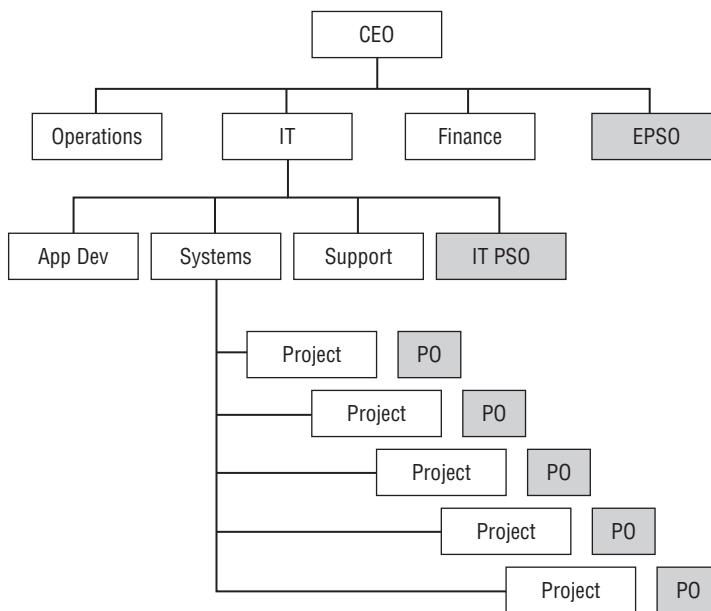 CEO
Operations
IT
Finance
EPSO
App Dev
Systems
Support
IT PSO
Project
PO
Project
PO
Project
PO
Project
PO
Project
PO